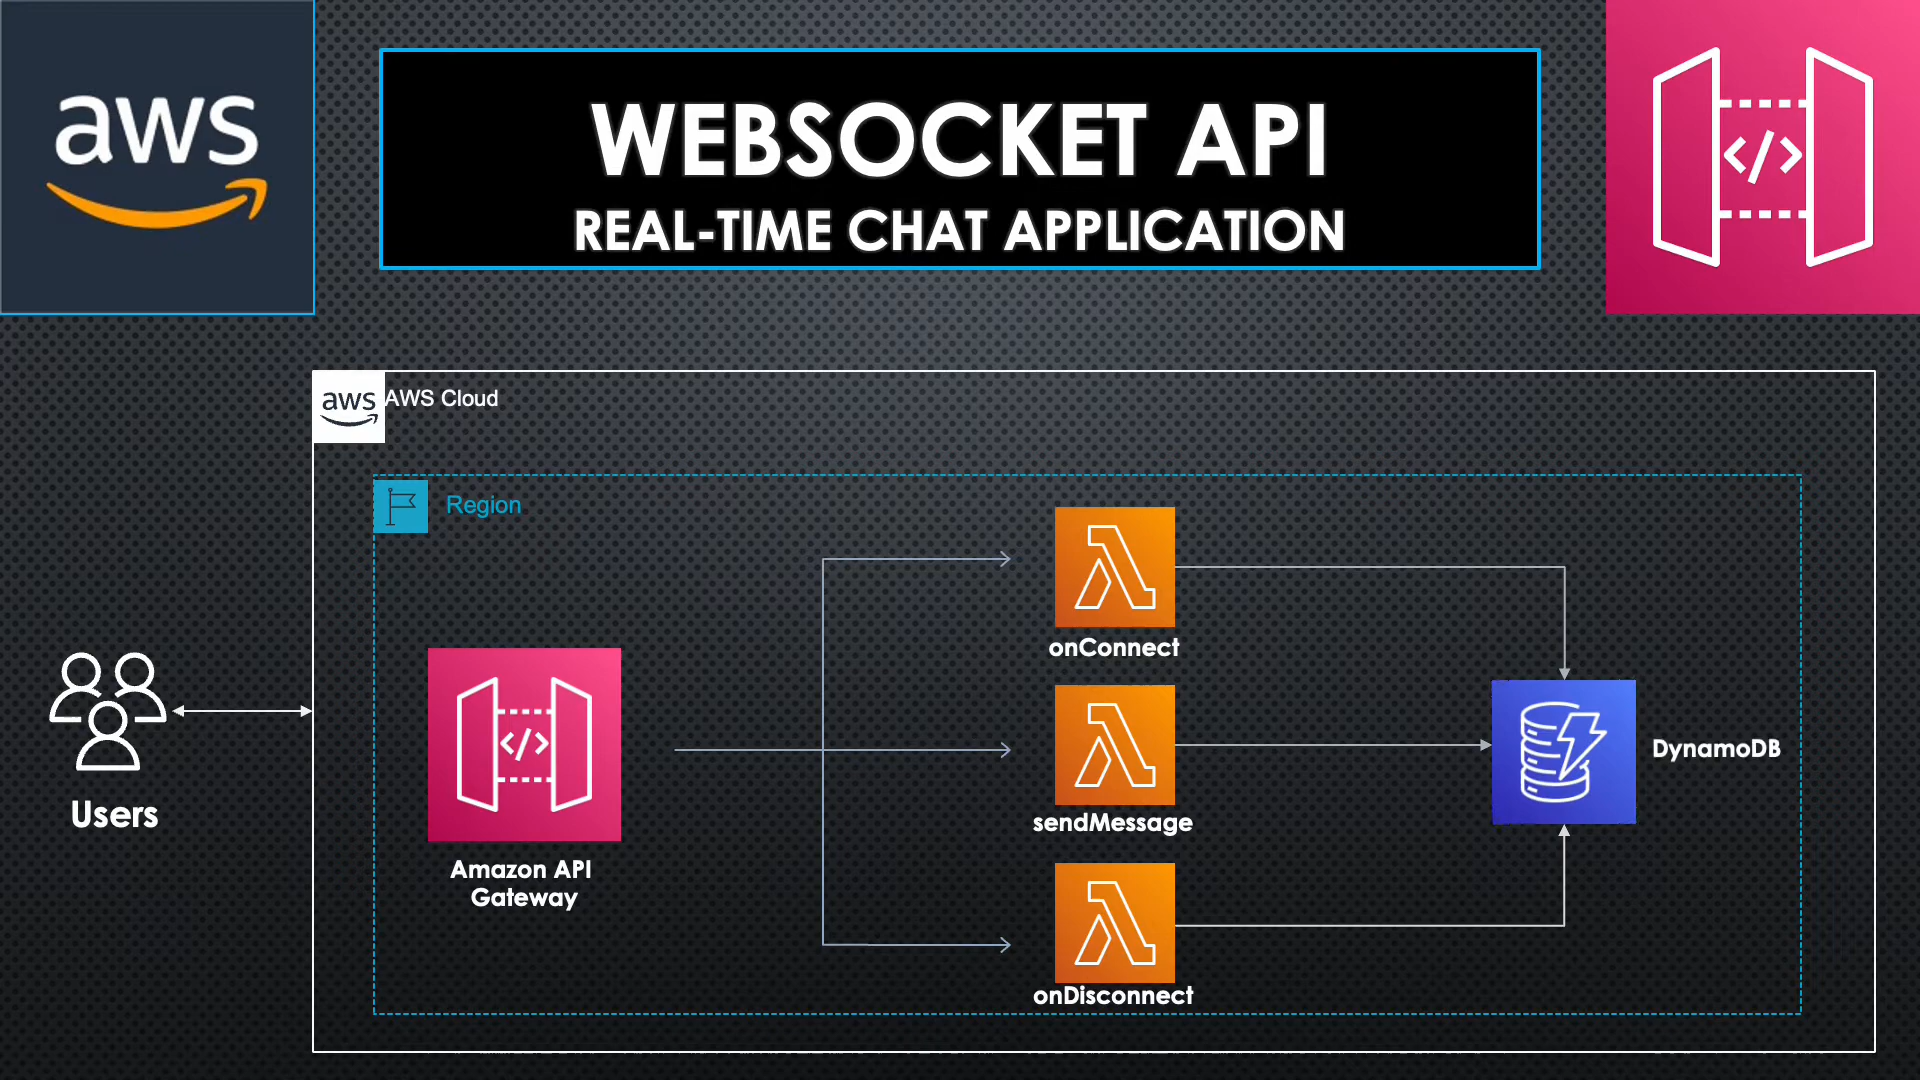 aws
WEBSOCKET API
REAL-TIME CHAT APPLICATION
</>
aws
AWS Cloud
Region
onConnect
Users
</>
Amazon API
Gateway
sendMessage
DynamoDB
onDisconnect